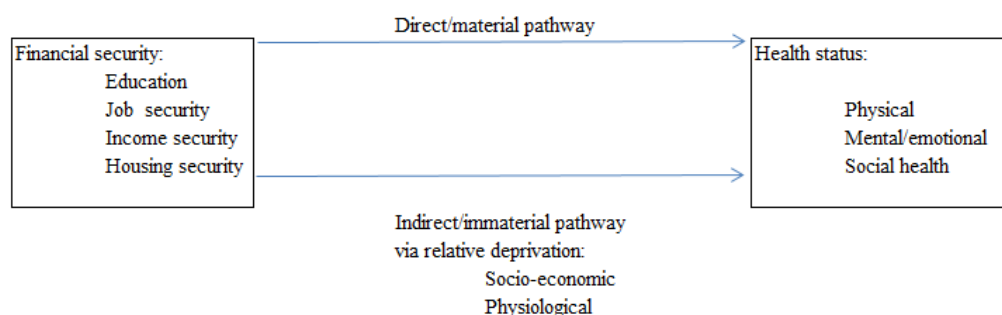 Direct/material pathway
Financial security:
Education
Job security
Income security
Housing security
Health status:
Physical
Mental/emotional
Social health
Indirect/immaterial pathway
via relative deprivation:
Socio-economic
Physiological